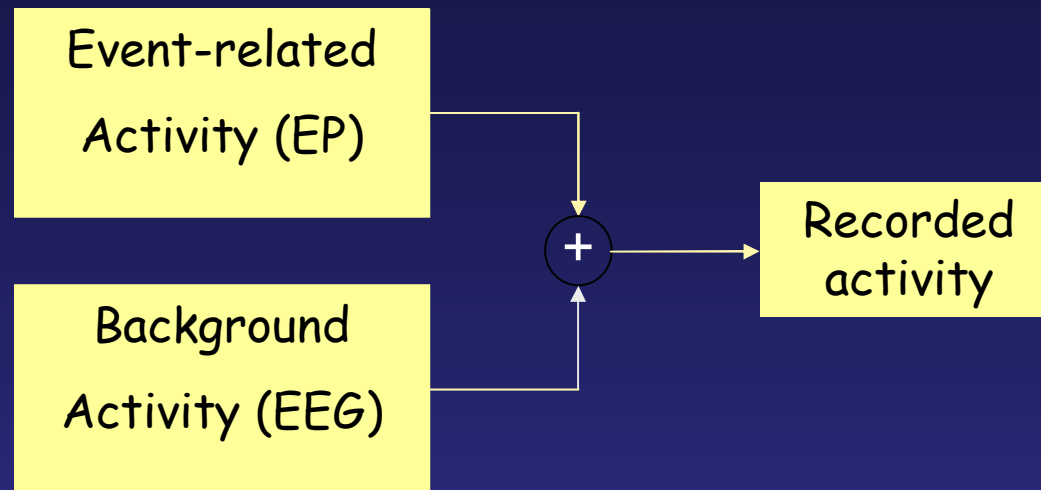 Event-related
Activity (EP)
Background
Activity (EEG)
+
Recorded
activity